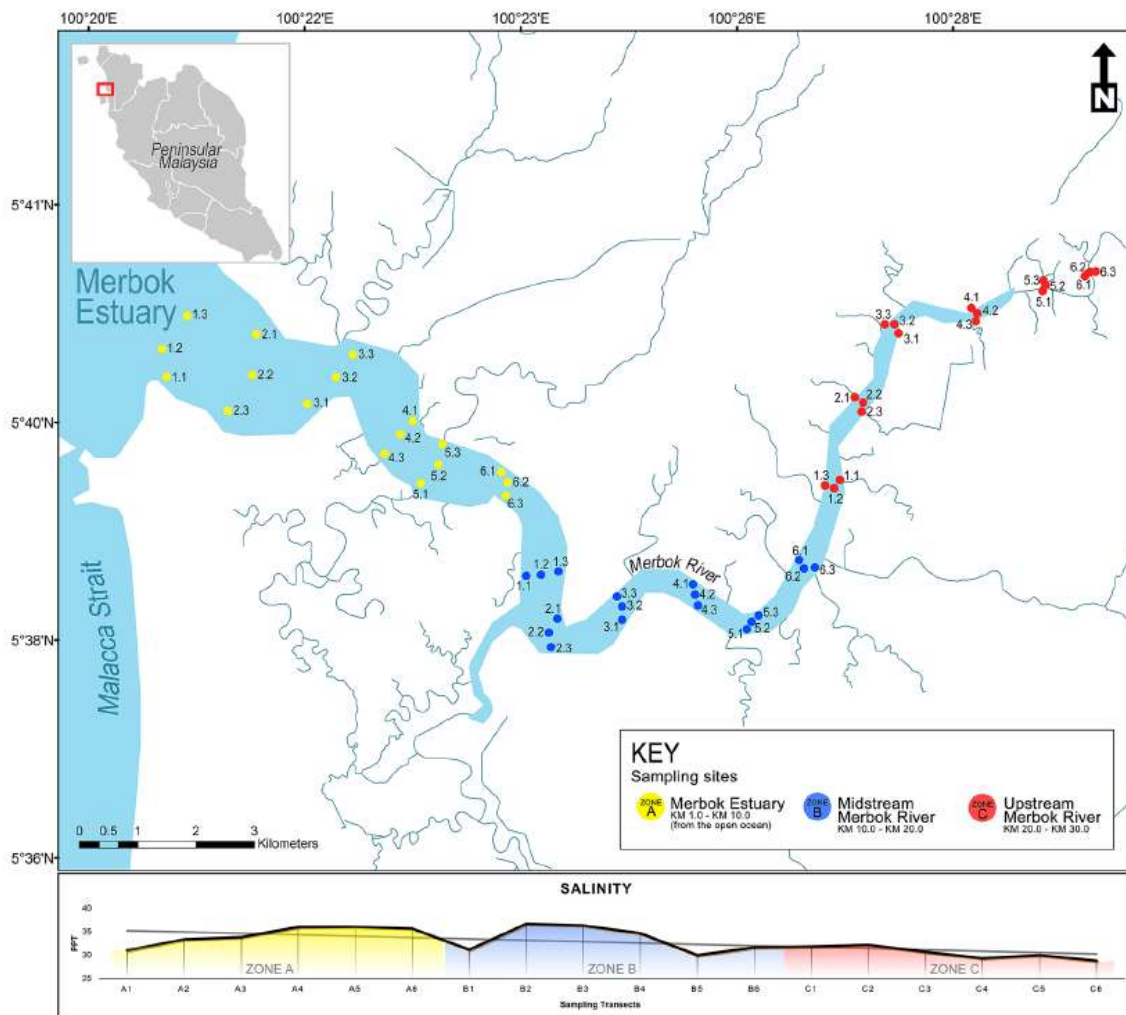 100°20'E 100°22'E 100°23'E 100°26'E 100°28'E
N
Peninsular
Malaysia
5°41'N
Merbok
Estuary
1.3
1.2
1.1
2.1
2.2
2.3
3.3
3.2
3.1
4.1
4.2
4.3
5.3
5.2
5.1
6.1
6.2
6.3
5°40'N
1.1
1.2
1.3
2.1
2.2
2.3
3.3
3.2
3.1
Merbok River
4.1
4.2
4.3
5.3
5.2
5.1
6.1
6.2
6.3
1.3
1.1
1.2
2.1
2.2
2.3
3.3
3.2
3.1
4.1
4.2
4.3
5.3
5.2
5.1
6.2
6.3
6.1
Malacca Strait
5°38'N
5°36'N
0 0.5 1 2 3
Kilometers
KEY
Sampling sites
ZONE A
Merbok Estuary
KM 1.0 - KM 10.0
(from the open ocean)
ZONE B
Midstream
Merbok River
KM 10.0 - KM 20.0
ZONE C
Upstream
Merbok River
KM 20.0 - KM 30.0
SALINITY
PPT
40
35
30
25
ZONE A ZONE B ZONE C
A1 A2 A3 A4 A5 A6 B1 B2 B3 B4 B5 B6 C1 C2 C3 C4 C5 C6
Sampling Transects